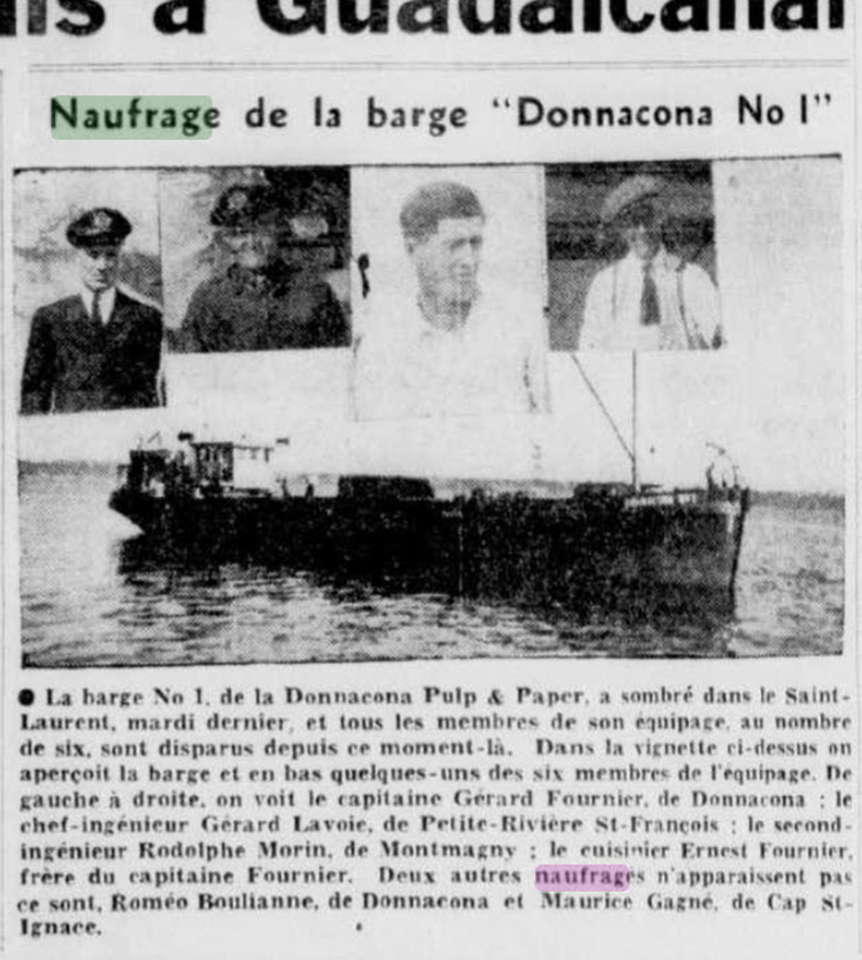 à Guadalcanal
Naufrage de la barge "Donnacona No 1"
● La barge No 1, de la Donnacona Pulp & Paper, a sombré dans le Saint-
Laurent, mardi dernier, et tous les membres de son équipage, au nombre
de six, sont disparus depuis ce moment-là. Dans la vignette ci-dessus on
aperçoit la barge et en bas quelques-uns des six membres de l'équipage. De
gauche à droite, on voit le capitaine Gérard Fournier, de Donnacona ; le
chef-ingénieur Gérard Lavoie, de Petite-Rivière St-François ; le second-
ingénieur Rodolphe Morin, de Montmagny ; le cuisinier Ernest Fournier,
frère du capitaine Fournier. Deux autres naufragés n'apparaissent pas
ce sont, Roméo Boulianne, de Donnacona et Maurice Gagné, de Cap St-
Ignace.